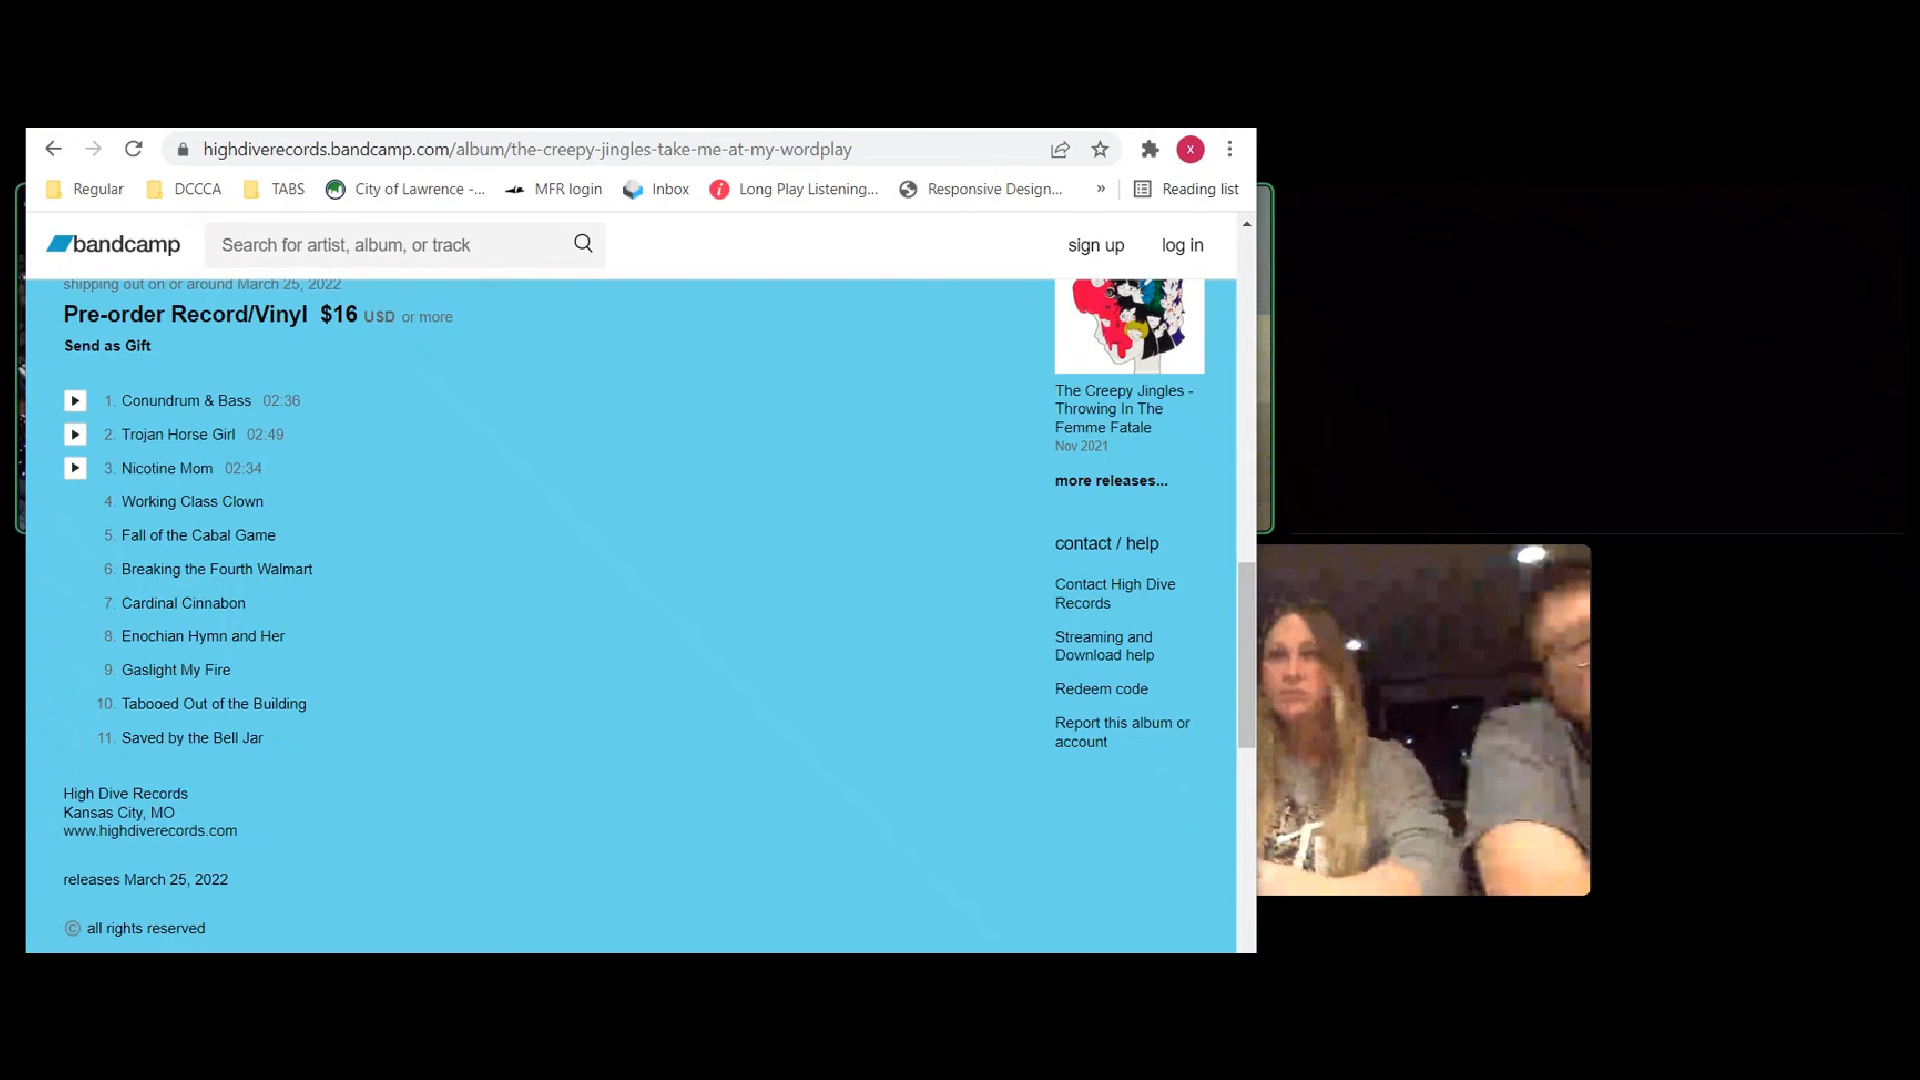 highdiverecords.bandcamp.com/album/the-creepy-jingles-take-me-at-my-wordplay
X
Regular
DCCCA
TABS
City of Lawrence -...
MFR login
Inbox
Long Play Listening...
Responsive Design...
»
Reading list
bandcamp
Search for artist, album, or track
sign up
log in
shipping out on or around March 25, 2022
Pre-order Record/Vinyl $16 USD or more
Send as Gift
1. Conundrum & Bass 02:36
2. Trojan Horse Girl 02:49
3. Nicotine Mom 02:34
4. Working Class Clown
5. Fall of the Cabal Game
6. Breaking the Fourth Walmart
7. Cardinal Cinnabon
8. Enochian Hymn and Her
9. Gaslight My Fire
10. Tabooed Out of the Building
11. Saved by the Bell Jar
High Dive Records
Kansas City, MO
www.highdiverecords.com
releases March 25, 2022
© all rights reserved
The Creepy Jingles -
Throwing In The
Femme Fatale
Nov 2021
more releases...
contact / help
Contact High Dive
Records
Streaming and
Download help
Redeem code
Report this album or
account